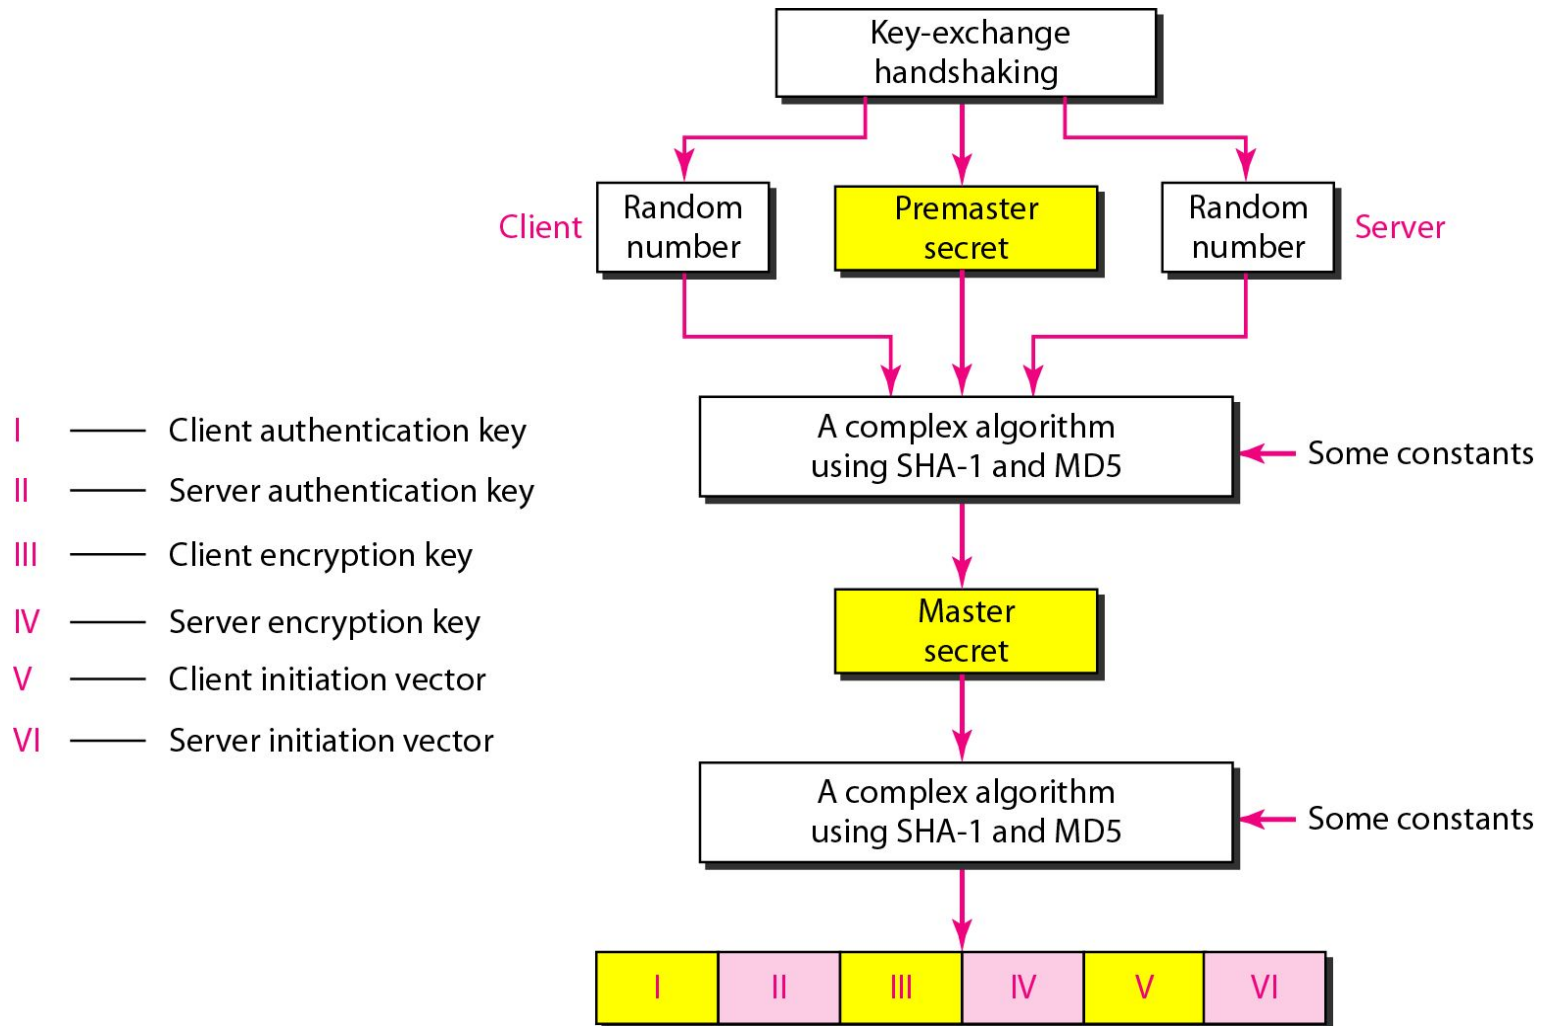 Key-exchange
handshaking
Client
Random
number
Premaster
secret
Random
number
Server
A complex algorithm
using SHA-1 and MD5
Some constants
I Client authentication key
II Server authentication key
III Client encryption key
IV Server encryption key
V Client initiation vector
VI Server initiation vector
Master
secret
A complex algorithm
using SHA-1 and MD5
Some constants
I II III IV V VI